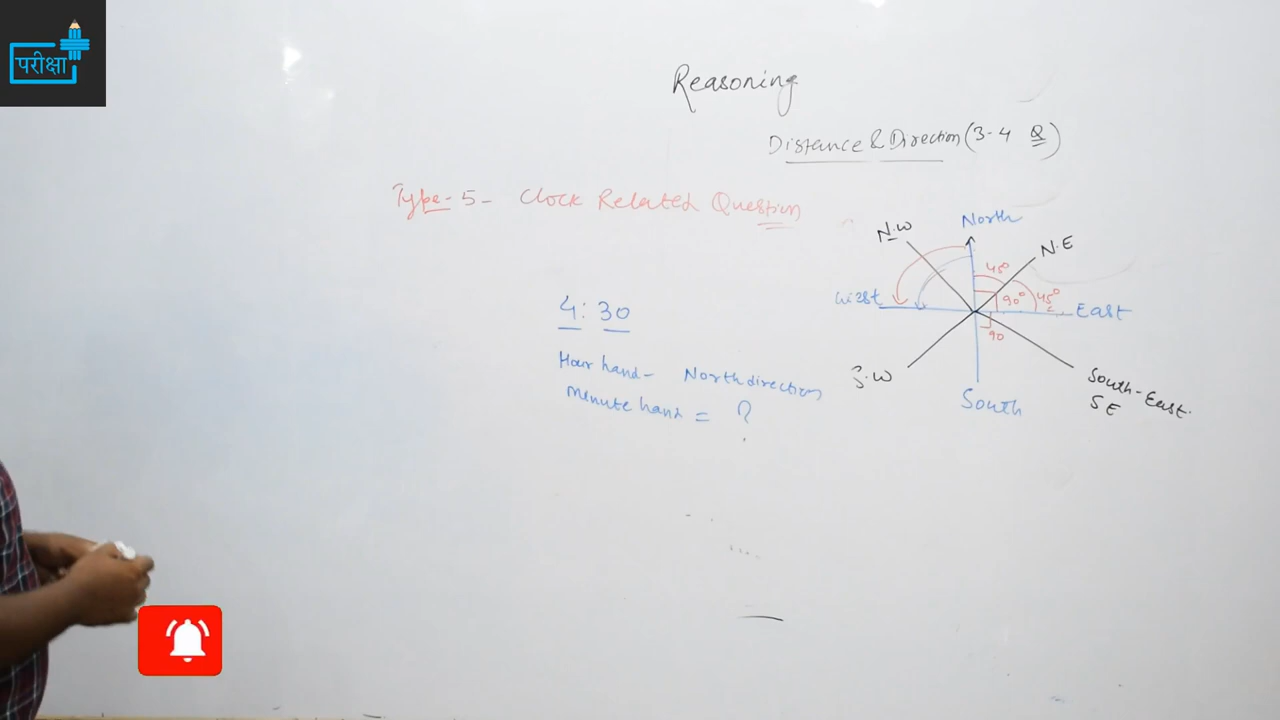 परीक्षा
Reasoning
Distance & Direction (3-4 Q)
Type-5- Clock Related Question
North
N.W
N.E
45°
West
90°
45°
East
90
4:30
Hour hand - North direction
minute hand = ?
S.W
South
South-East
SE